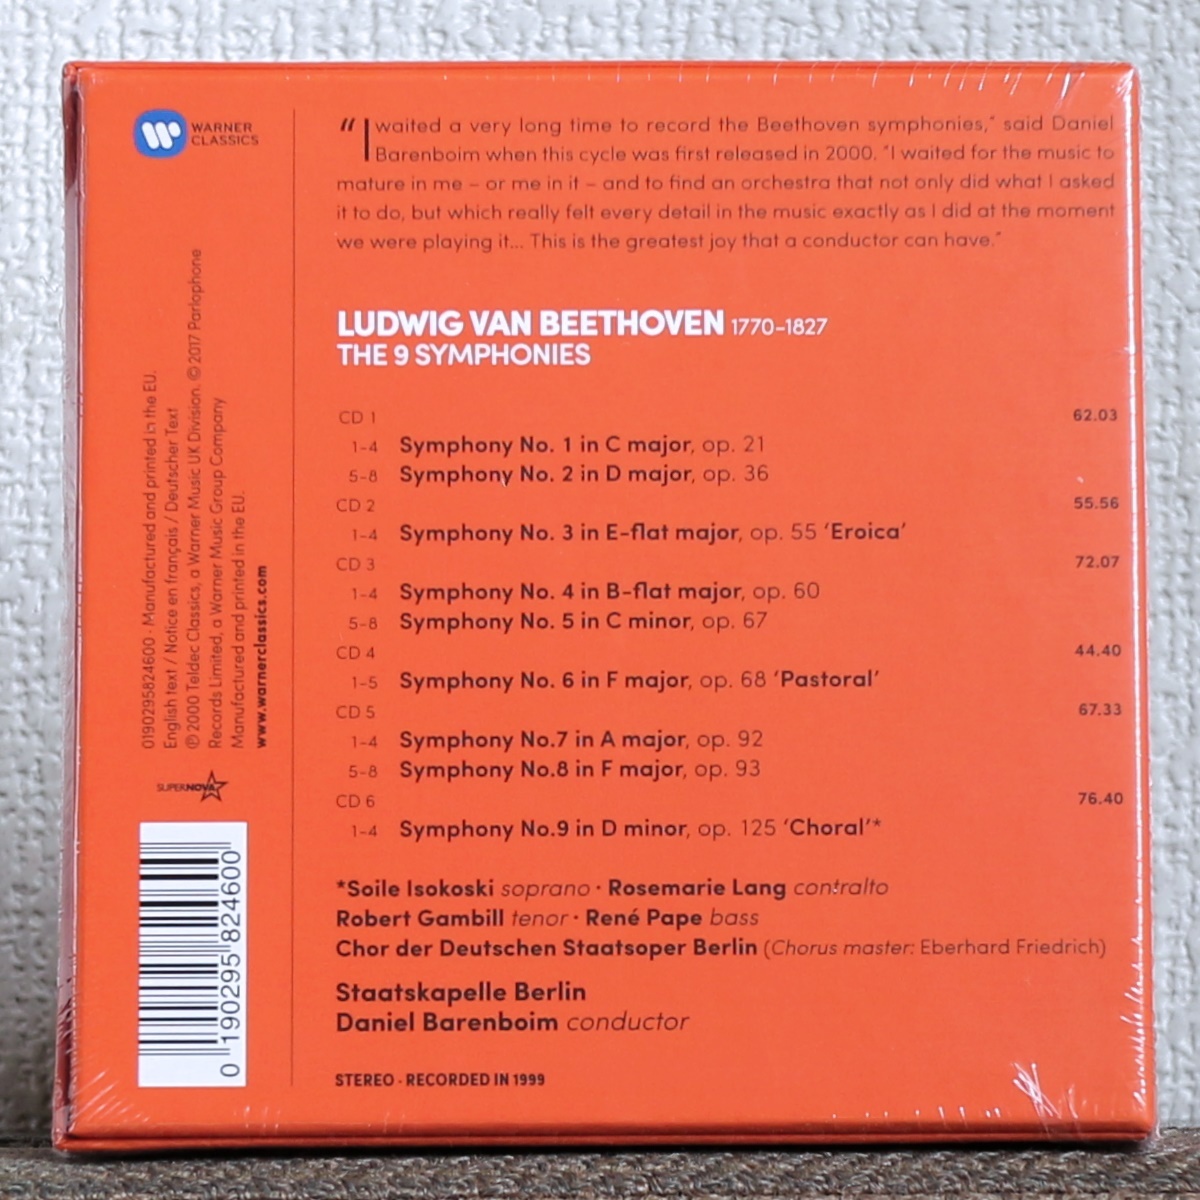 WARNER
CLASSICS
“I waited a very long time to record the Beethoven symphonies,” said Daniel
Barenboim when this cycle was first released in 2000. “I waited for the music to
mature in me – or me in it – and to find an orchestra that not only did what I asked
it to do, but which really felt every detail in the music exactly as I did at the moment
we were playing it... This is the greatest joy that a conductor can have.”
LUDWIG VAN BEETHOVEN 1770–1827
THE 9 SYMPHONIES
CD 1 62.03
1-4 Symphony No. 1 in C major, op. 21
5-8 Symphony No. 2 in D major, op. 36
CD 2 55.56
1-4 Symphony No. 3 in E-flat major, op. 55 ‘Eroica’
CD 3 72.07
1-4 Symphony No. 4 in B-flat major, op. 60
5-8 Symphony No. 5 in C minor, op. 67
CD 4 44.40
1-5 Symphony No. 6 in F major, op. 68 ‘Pastoral’
CD 5 67.33
1-4 Symphony No.7 in A major, op. 92
5-8 Symphony No.8 in F major, op. 93
CD 6 76.40
1-4 Symphony No.9 in D minor, op. 125 ‘Choral’*
*Soile Isokoski soprano · Rosemarie Lang contralto
Robert Gambill tenor · René Pape bass
Chor der Deutschen Staatsoper Berlin (Chorus master: Eberhard Friedrich)
Staatskapelle Berlin
Daniel Barenboim conductor
STEREO · RECORDED IN 1999
0190295824600 · Manufactured and printed in the EU.
English text / Notice en français / Deutscher Text
℗ 2000 Teldec Classics, a Warner Music UK Division. © 2017 Parlophone
Records Limited, a Warner Music Group Company
Manufactured and printed in the EU.
www.warnerclassics.com
SUPERNOVA
0 190295 824600